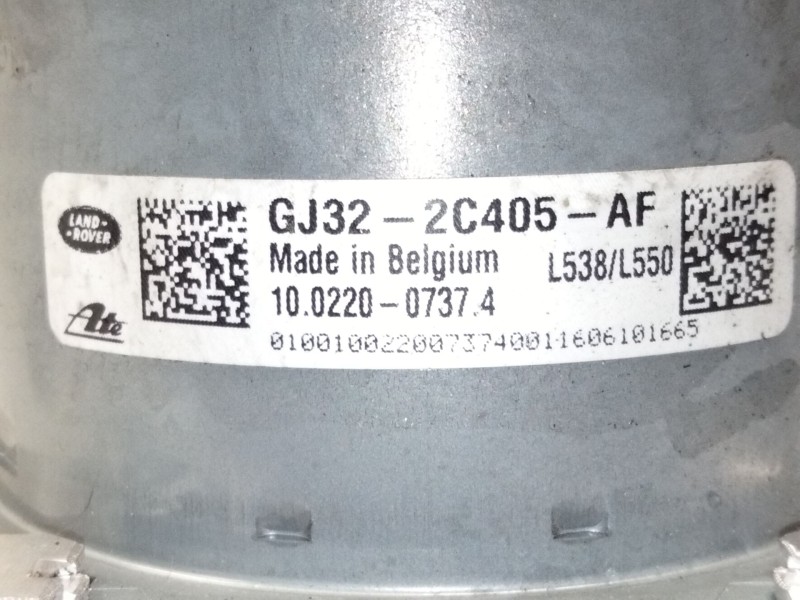 LAND-
-ROVER
GJ32-2C405-AF
Made in Belgium
L538/L550
Ate
10.0220-0737.4
0100100220073740011606101665